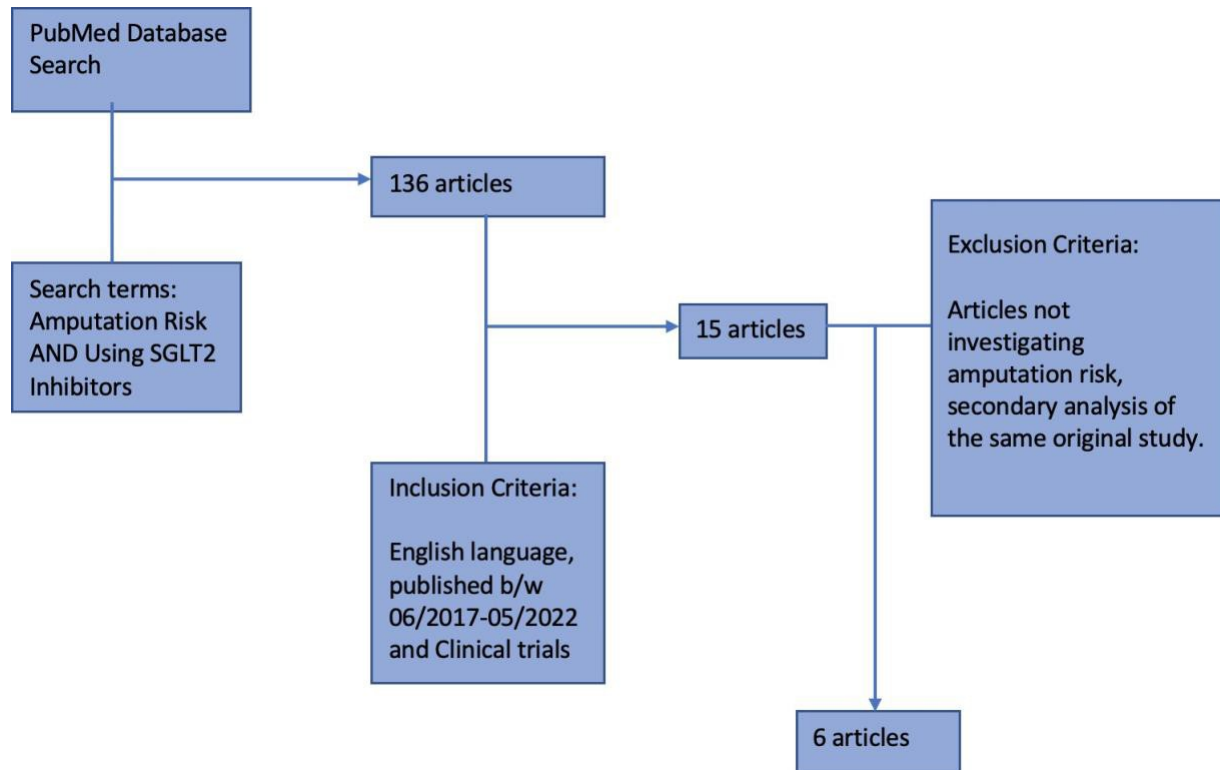 PubMed Database
Search
136 articles
Search terms:
Amputation Risk
AND Using SGLT2
Inhibitors
15 articles
Exclusion Criteria:
Articles not
investigating
amputation risk,
secondary analysis of
the same original study.
Inclusion Criteria:
English language,
published b/w
06/2017-05/2022
and Clinical trials
6 articles